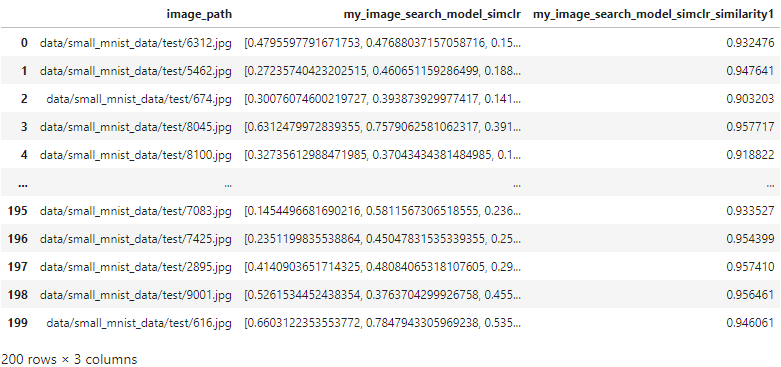 image_path my_image_search_model_simclr my_image_search_model_simclr_similarity1
0 data/small_mnist_data/test/6312.jpg [0.4795597791671753, 0.47688037157058716, 0.15... 0.932476
1 data/small_mnist_data/test/5462.jpg [0.27235740423202515, 0.460651159286499, 0.188... 0.947641
2 data/small_mnist_data/test/674.jpg [0.30076074600219727, 0.393873929977417, 0.141... 0.903203
3 data/small_mnist_data/test/8045.jpg [0.6312479972839355, 0.7579062581062317, 0.391... 0.957717
4 data/small_mnist_data/test/8100.jpg [0.32735612988471985, 0.37043434381484985, 0.1... 0.918822
... ... ... ...
195 data/small_mnist_data/test/7083.jpg [0.1454496681690216, 0.5811567306518555, 0.236... 0.933527
196 data/small_mnist_data/test/7425.jpg [0.2351199835538864, 0.45047831535339355, 0.25... 0.954399
197 data/small_mnist_data/test/2895.jpg [0.4140903651714325, 0.48084065318107605, 0.29... 0.957410
198 data/small_mnist_data/test/9001.jpg [0.5261534452438354, 0.3763704299926758, 0.455... 0.956461
199 data/small_mnist_data/test/616.jpg [0.6603122353553772, 0.7847943305969238, 0.535... 0.946061
200 rows × 3 columns